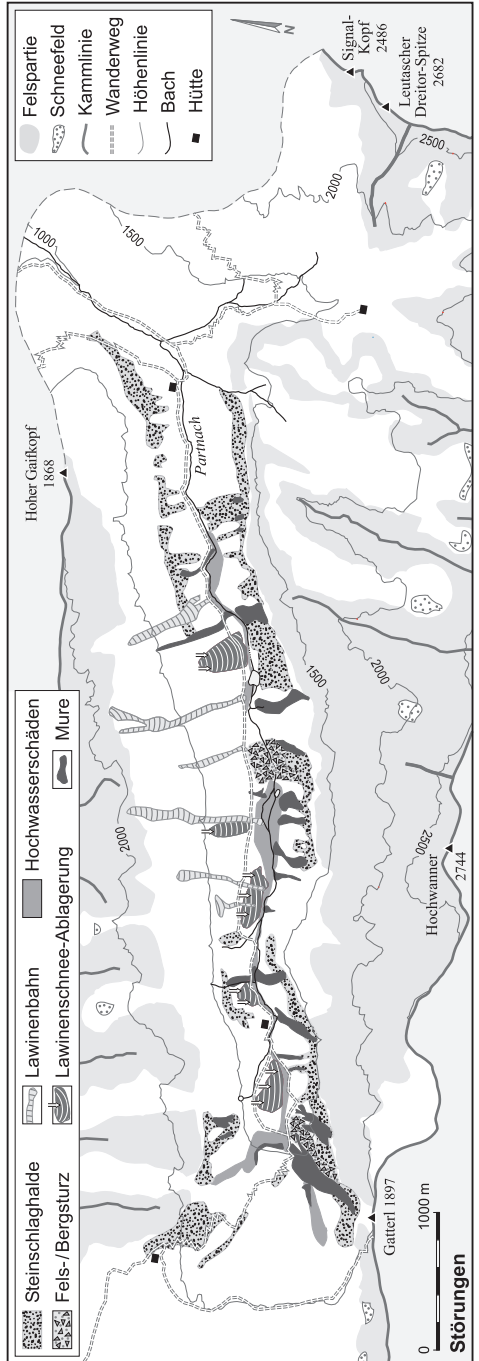 Steinschlaghalde
Fels-/Bergsturz
Lawinenbahn
Lawinenschnee-Ablagerung
Hochwasserschäden
Mure
Felspartie
Schneefeld
Kammlinie
Wanderweg
Höhenlinie
Bach
Hütte
N
Hoher Gaifkopf
1868
Signal-
Kopf
2486
Leutascher
Dreitor-Spitze
2682
1000
1500
2000
2500
Partnach
2000
1500
2000
2500
Hochwanner
2744
Gatterl 1897
0 1000 m
Störungen